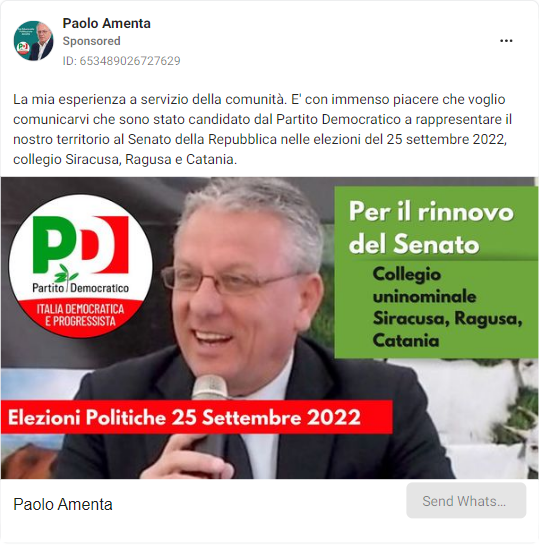 Paolo Amenta
Sponsored
ID: 653489026727629
La mia esperienza a servizio della comunità. E' con immenso piacere che voglio
comunicarvi che sono stato candidato dal Partito Democratico a rappresentare il
nostro territorio al Senato della Repubblica nelle elezioni del 25 settembre 2022,
collegio Siracusa, Ragusa e Catania.
PD
Partito Democratico
ITALIA DEMOCRATICA
E PROGRESSISTA
Per il rinnovo
del Senato
Collegio
uninominale
Siracusa, Ragusa,
Catania
Elezioni Politiche 25 Settembre 2022
Paolo Amenta
Send Whats...